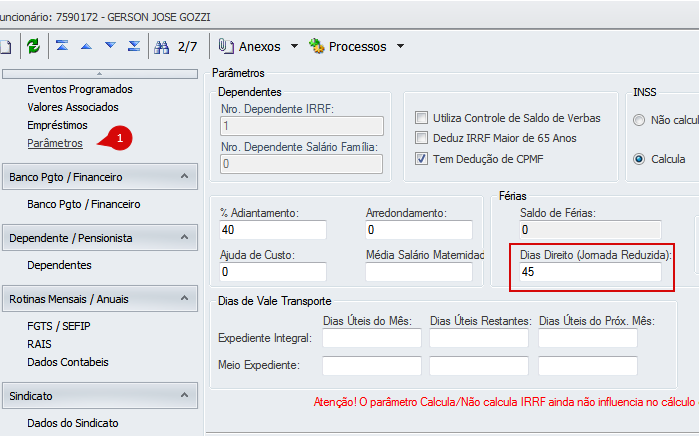 uncionário: 7590172 - GERSON JOSE GOZZI
2/7 Anexos Processos
Eventos Programados
Valores Associados
Empréstimos
Parâmetros 1
Banco Pgto / Financeiro
Banco Pgto / Financeiro
Dependente / Pensionista
Dependentes
Rotinas Mensais / Anuais
FGTS / SEFIP
RAIS
Dados Contabeis
Sindicato
Dados do Sindicato
Parâmetros
Dependentes
Nro. Dependente IRRF:
1
Nro. Dependente Salário Família:
0
Utiliza Controle de Saldo de Verbas
Deduz IRRF Maior de 65 Anos
Tem Dedução de CPMF
INSS
Não calcu
Calcula
% Adiantamento: Arredondamento:
40 0
Ajuda de Custo: Média Salário Maternidad
0
Férias
Saldo de Férias:
0
Dias Direito (Jornada Reduzida):
45
Dias de Vale Transporte
Dias Úteis do Mês: Dias Úteis Restantes: Dias Úteis do Próx. Mês:
Expediente Integral:
Meio Expediente:
Atenção! O parâmetro Calcula/Não calcula IRRF ainda não influencia no cálculo